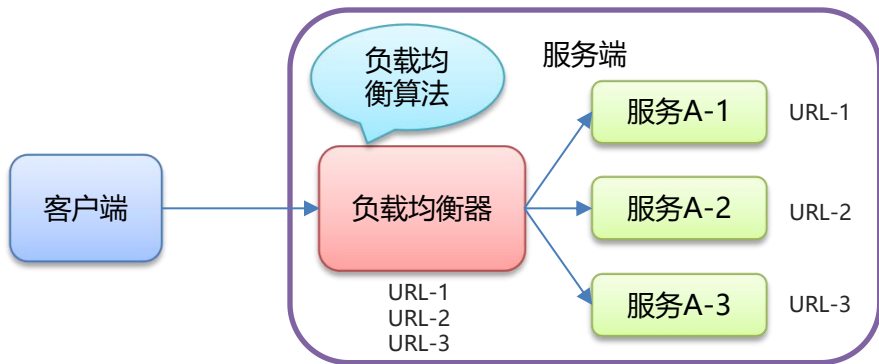 负载均
衡算法
服务端
服务A-1
URL-1
客户端
负载均衡器
服务A-2
URL-2
URL-1
URL-2
URL-3
服务A-3
URL-3